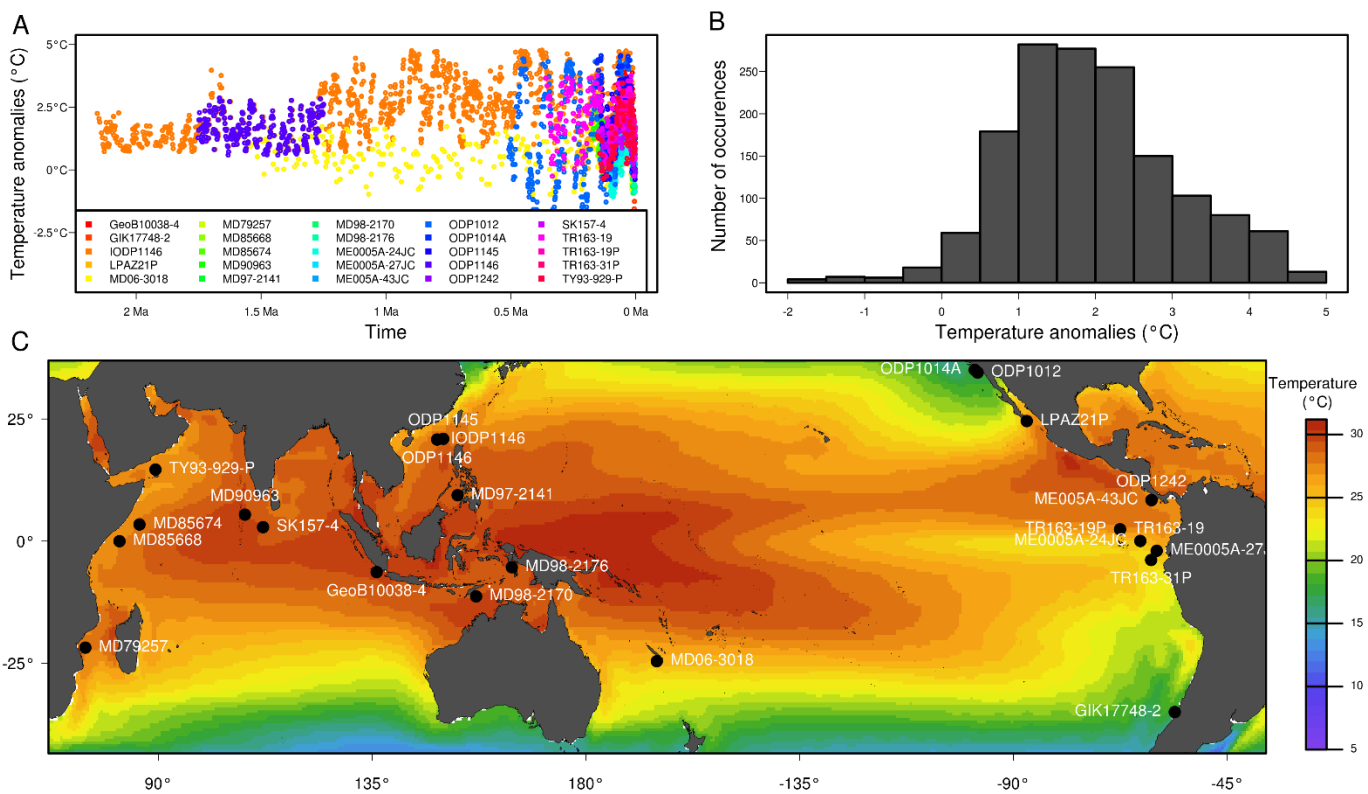 A
Temperature anomalies (°C)
5°C
2.5°C
0°C
-2.5°C
GeoB10038-4 MD79257 MD98-2170 ODP1012 SK157-4
GIK17748-2 MD85668 MD98-2176 ODP1014A TR163-19
IODP1146 MD85674 ME0005A-24JC ODP1145 TR163-19P
LPAZ21P MD90963 ME0005A-27JC ODP1146 TR163-31P
MD06-3018 MD97-2141 ME005A-43JC ODP1242 TY93-929-P
2 Ma 1.5 Ma 1 Ma 0.5 Ma 0 Ma
Time
B
Number of occurences
250
200
150
100
50
0
-2 -1 0 1 2 3 4 5
Temperature anomalies (°C)
C
25°
0°
-25°
ODP1014A ODP1012
LPAZ21P
ODP1145
IODP1146
ODP1146
TY93-929-P
MD90963
MD97-2141
ODP1242
ME005A-43JC
MD85674
SK157-4
TR163-19P TR163-19
MD85668
ME0005A-24JC
ME0005A-27J
MD98-2176
TR163-31P
GeoB10038-4
MD98-2170
MD79257
MD06-3018
GIK17748-2
90° 135° 180° -135° -90° -45°
Temperature
(°C)
30
25
20
15
10
5